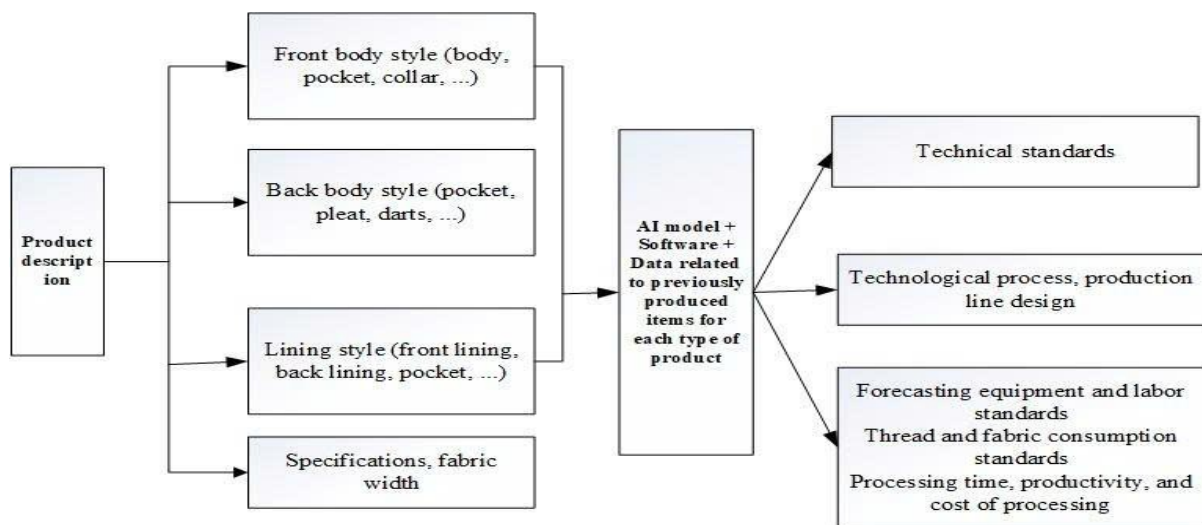 Product
descript
ion
Front body style (body,
pocket, collar, ...)
Back body style (pocket,
pleat, darts, ...)
Lining style (front lining,
back lining, pocket, ...)
Specifications, fabric
width
AI model +
Software +
Data related
to previously
produced
items for
each type of
product
Technical standards
Technological process, production
line design
Forecasting equipment and labor
standards
Thread and fabric consumption
standards
Processing time, productivity, and
cost of processing